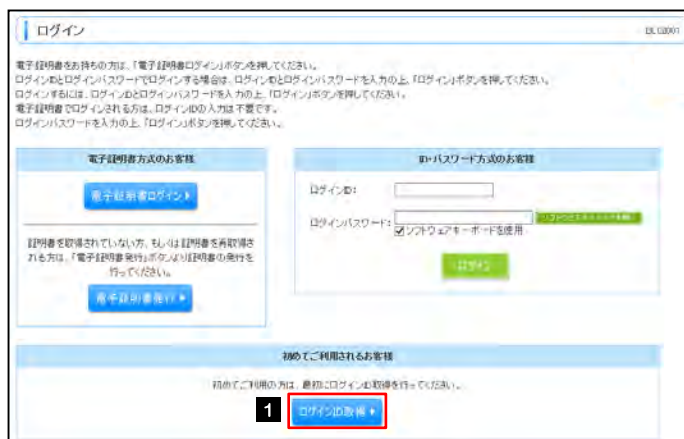 ログイン
電子証明書をお持ちの方は、「電子証明書ログイン」ボタンを押してください。
ログインIDとログインパスワードでログインする場合は、ログインIDとログインパスワードを入力の上、「ログイン」ボタンを押してください。
ログインするには、ログインIDとログインパスワードを入力の上、「ログイン」ボタンを押してください。
電子証明書でログインされる方は、ログインIDの入力は不要です。
ログインパスワードを入力の上、「ログイン」ボタンを押してください。
電子証明書方式のお客様
電子証明書ログイン
証明書を取得されていない方、もしくは証明書を再取得さ
れる方は、「電子証明書発行」ボタンより証明書の発行を
行ってください。
電子証明書発行
ID・パスワード方式のお客様
ログインID:
ログインパスワード:
ソフトウェアキーボードを使用
ログイン
初めてご利用されるお客様
初めてご利用の方は、最初にログインID取得を行ってください。
1
ログインID取得